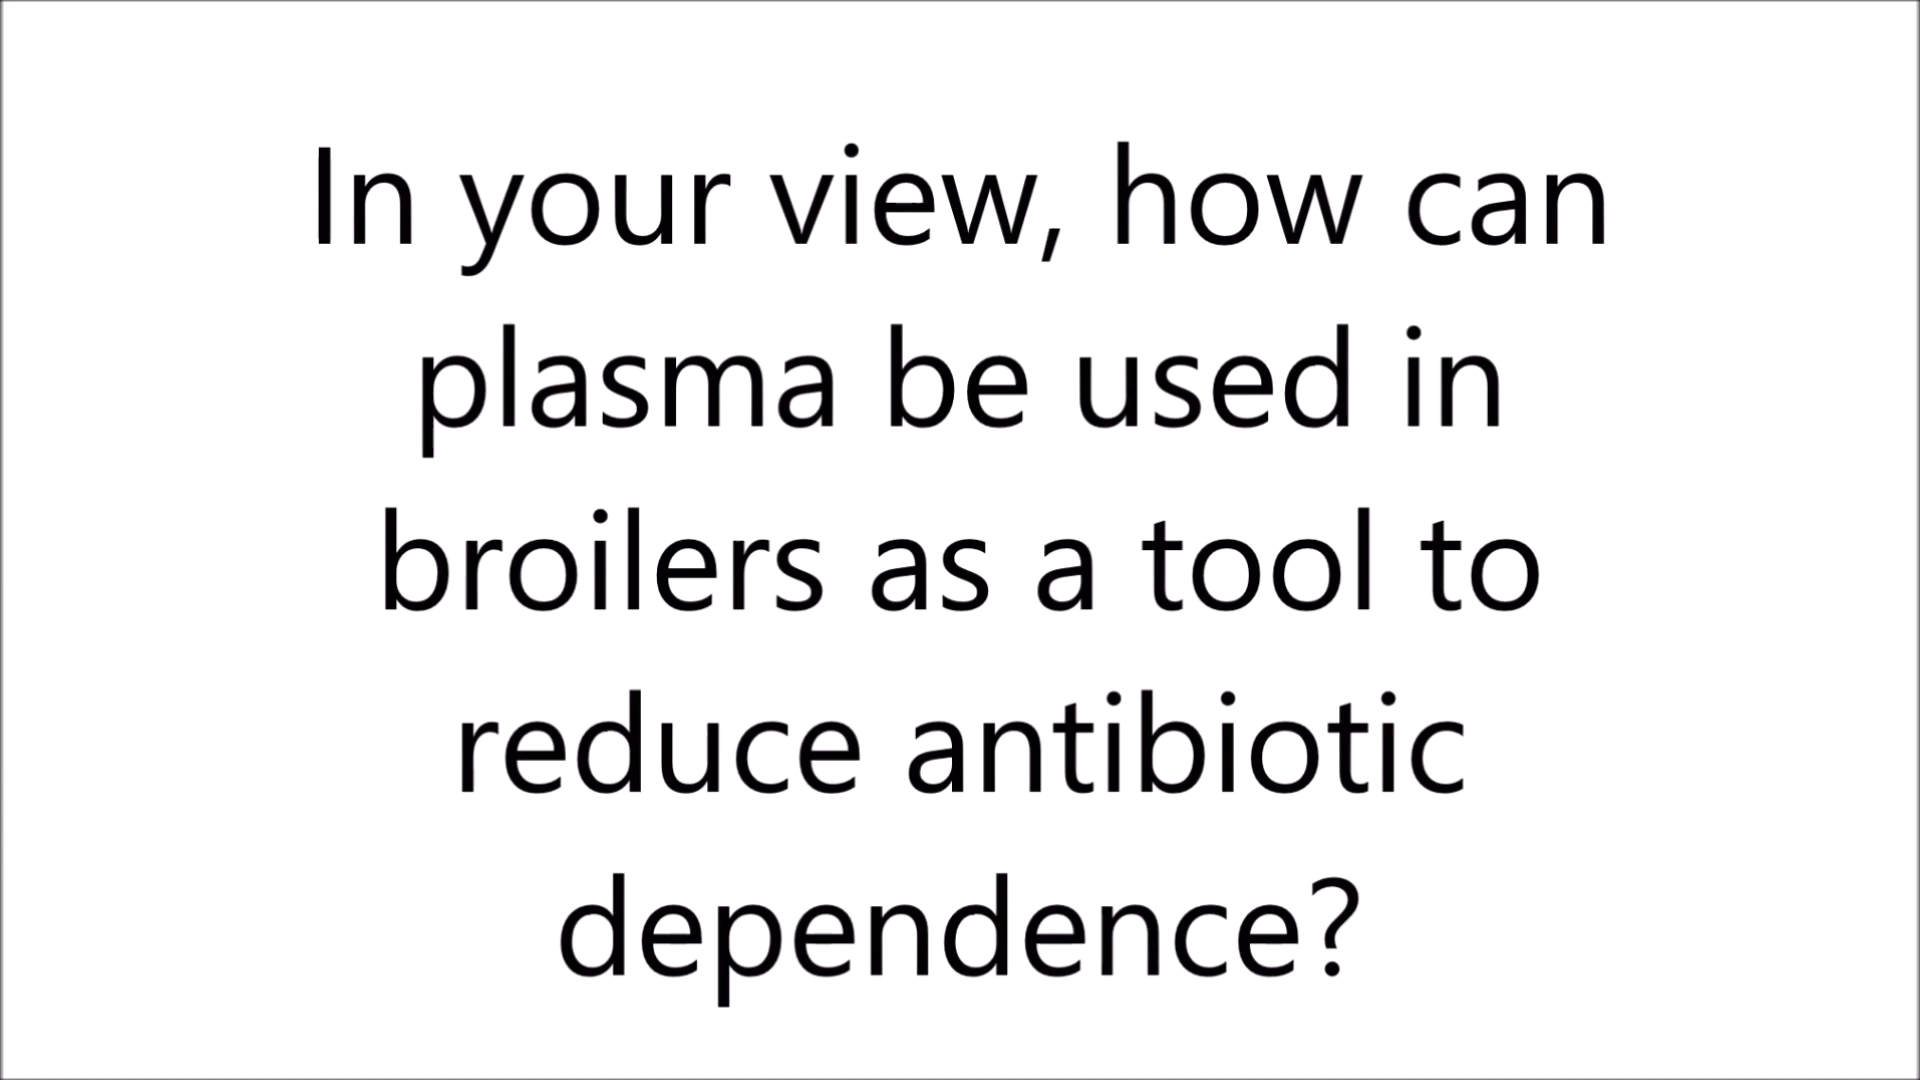 In your view, how can
plasma be used in
broilers as a tool to
reduce antibiotic
dependence?